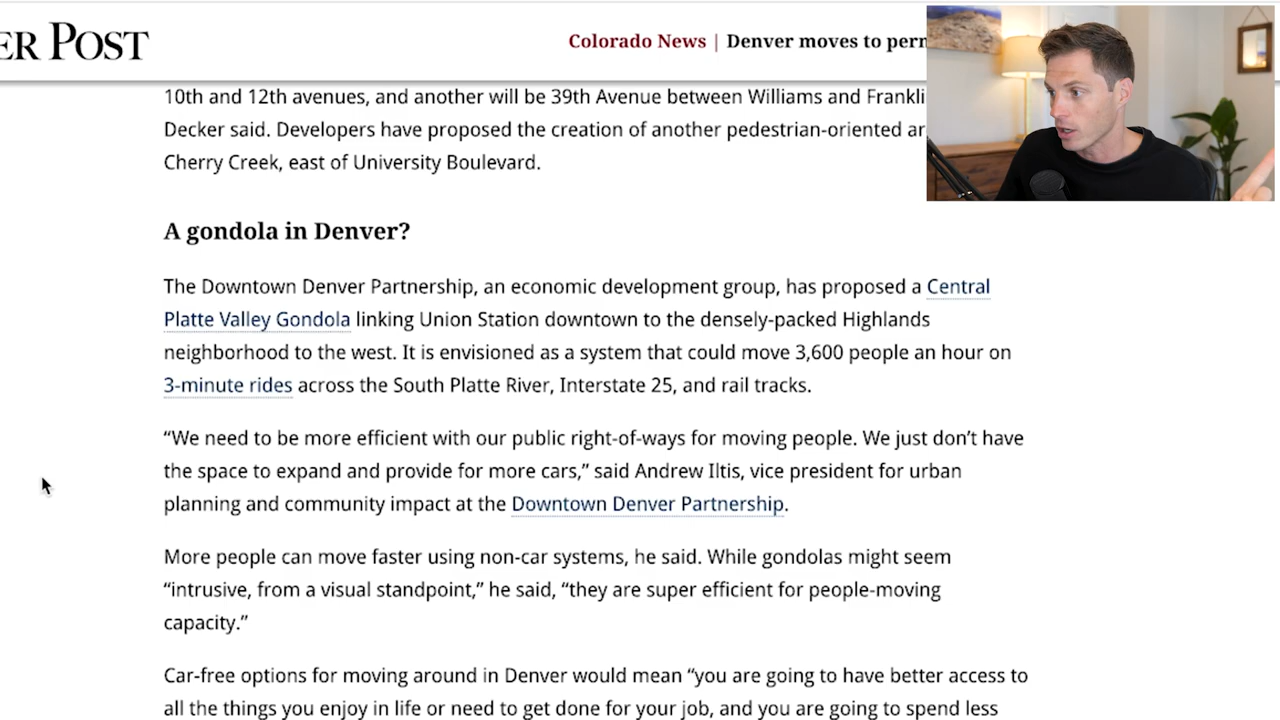 ER POST
Colorado News | Denver moves to
10th and 12th avenues, and another will be 39th Avenue between Williams and
Decker said. Developers have proposed the creation of another pedestrian-oriented
Cherry Creek, east of University Boulevard.
A gondola in Denver?
The Downtown Denver Partnership, an economic development group, has proposed a Central
Platte Valley Gondola linking Union Station downtown to the densely-packed Highlands
neighborhood to the west. It is envisioned as a system that could move 3,600 people an hour on
3-minute rides across the South Platte River, Interstate 25, and rail tracks.
“We need to be more efficient with our public right-of-ways for moving people. We just don’t have
the space to expand and provide for more cars,” said Andrew Iltis, vice president for urban
planning and community impact at the Downtown Denver Partnership.
More people can move faster using non-car systems, he said. While gondolas might seem
“intrusive, from a visual standpoint,” he said, “they are super efficient for people-moving
capacity.”
Car-free options for moving around in Denver would mean “you are going to have better access to
all the things you enjoy in life or need to get done for your job, and you are going to spend less